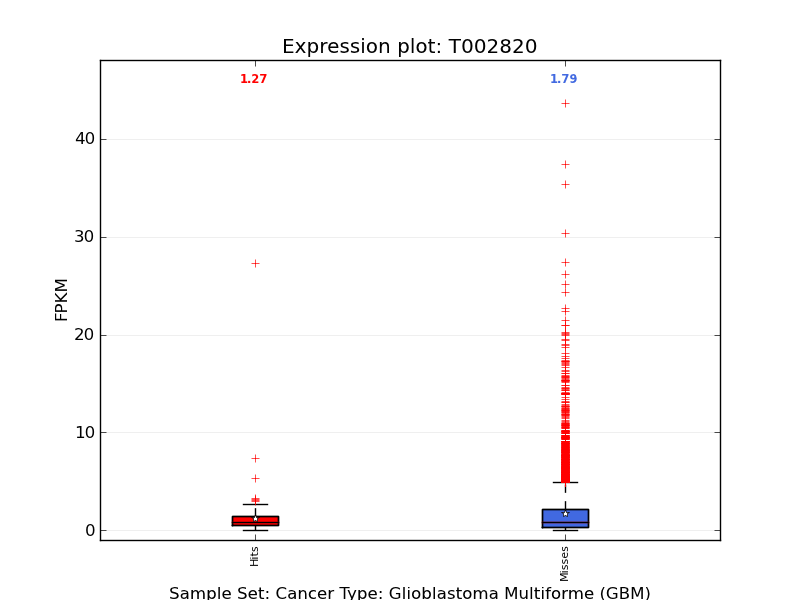 Expression plot: T002820
1.27 1.79
40
30
20
10
0
FPKM
Hits Misses
Sample Set: Cancer Type: Glioblastoma Multiforme (GBM)